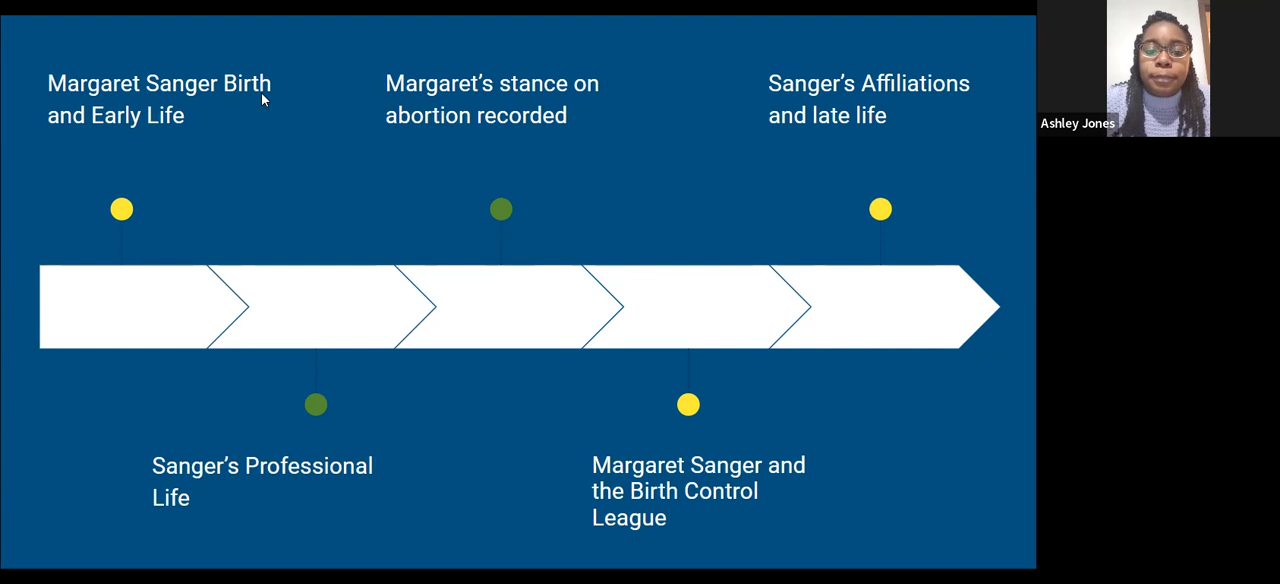 Margaret Sanger Birth
and Early Life
Margaret’s stance on
abortion recorded
Sanger’s Affiliations
and late life
Ashley Jones
Sanger’s Professional
Life
Margaret Sanger and
the Birth Control
League